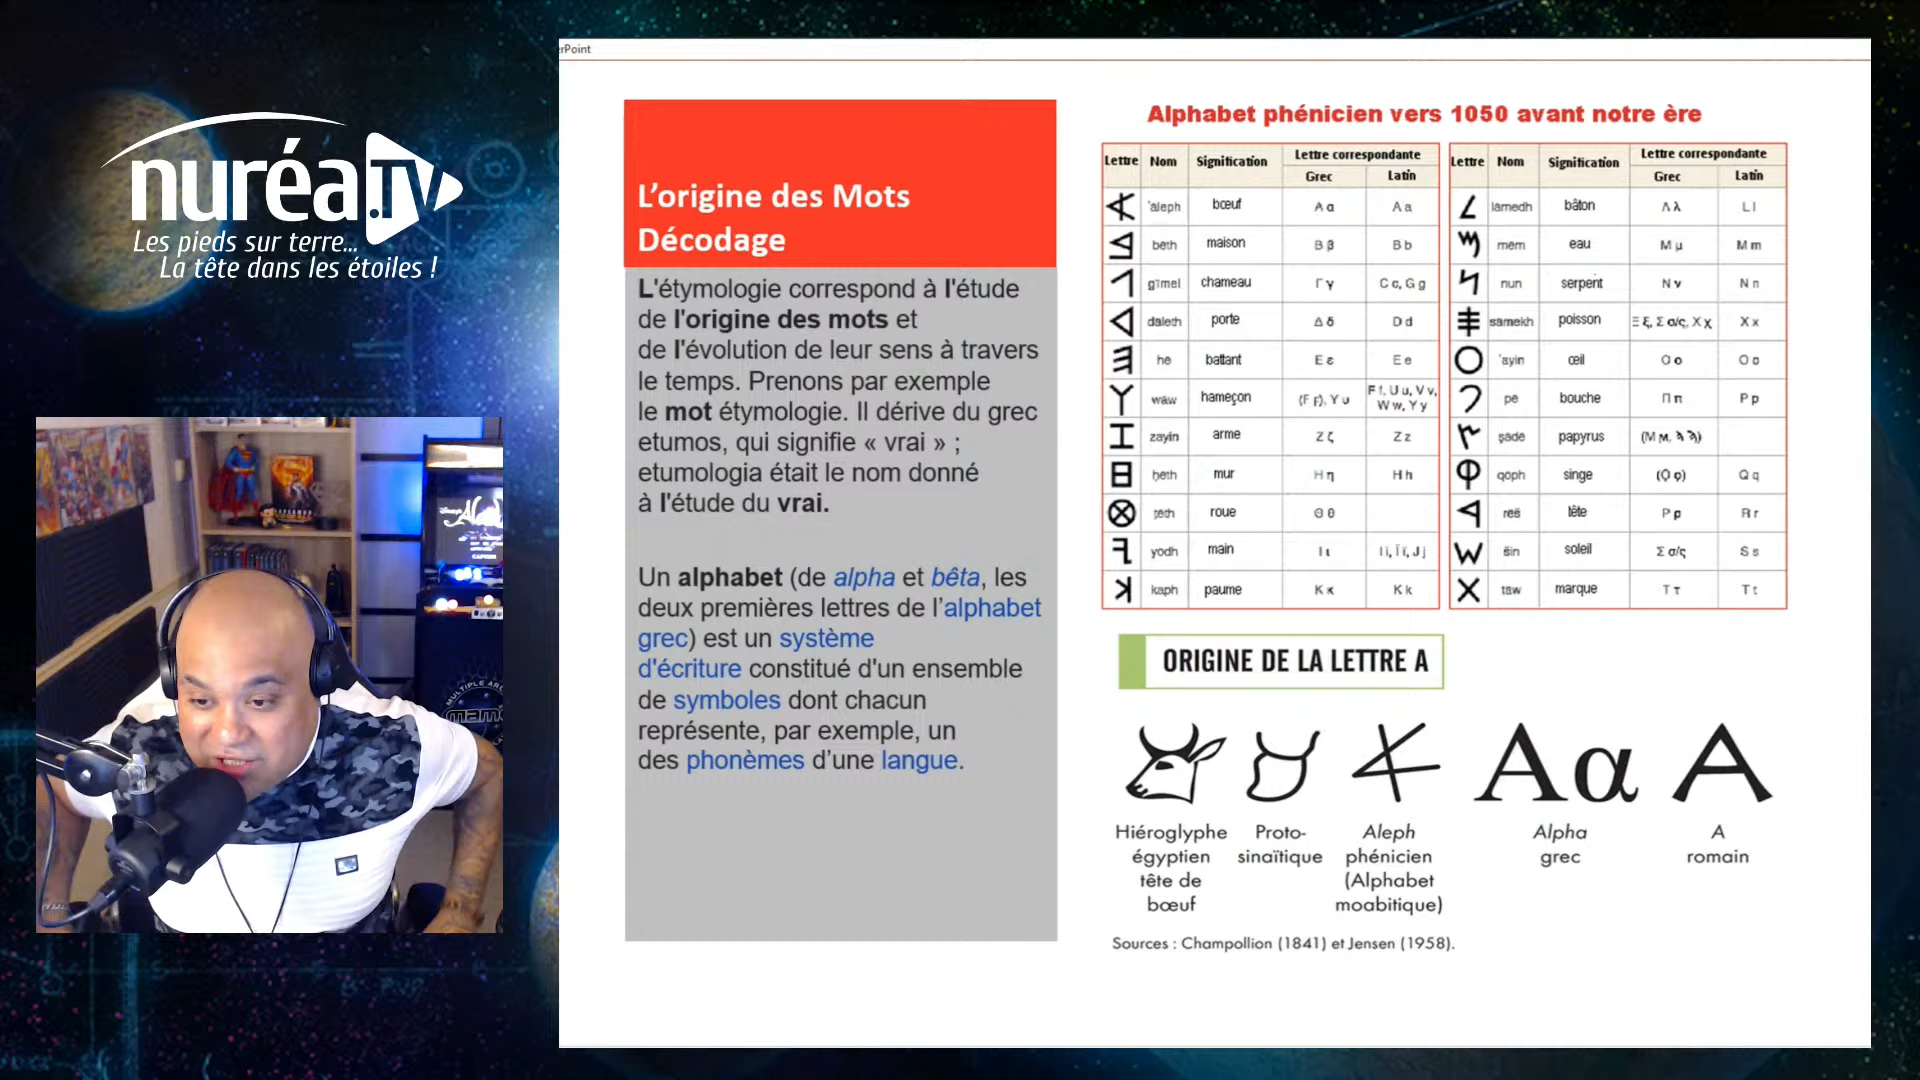 nuréa.TV
Les pieds sur terre...
La tête dans les étoiles !
erPoint
L'origine des Mots
Décodage
L'étymologie correspond à l'étude
de l'origine des mots et
de l'évolution de leur sens à travers
le temps. Prenons par exemple
le mot étymologie. Il dérive du grec
etumos, qui signifie « vrai » ;
etumologia était le nom donné
à l'étude du vrai.
Un alphabet (de alpha et bêta, les
deux premières lettres de l'alphabet
grec) est un système
d'écriture constitué d'un ensemble
de symboles dont chacun
représente, par exemple, un
des phonèmes d'une langue.
Alphabet phénicien vers 1050 avant notre ère
Lettre Nom Signification Lettre correspondante
Grec Latin
'aleph bœuf Α α A a
beth maison Β β B b
gīmel chameau Γ γ C c, G g
daleth porte Δ δ D d
he battant Ε ε E e
waw hameçon (Ϝ ϝ), Υ υ F f, U u, V v, W w, Y y
zayin arme Ζ ζ Z z
ḥeth mur Η η H h
ṭeth roue Θ θ
yodh main Ι ι I i, Ï ï, J j
kaph paume Κ κ K k
Lettre Nom Signification Lettre correspondante
Grec Latin
lamedh bâton Λ λ L l
mem eau Μ μ M m
nun serpent Ν ν N n
samekh poisson Ξ ξ, Σ σ/ς, Χ χ X x
'ayin œil Ο ο O o
pe bouche Π π P p
ṣade papyrus
qoph singe (Ϙ ϙ) Q q
reš tête Ρ ρ R r
šin soleil Σ σ/ς S s
taw marque Τ τ T t
ORIGINE DE LA LETTRE A
Αα A
Hiéroglyphe
égyptien
tête de
bœuf
Proto-
sinaïtique
Aleph
phénicien
(Alphabet
moabitique)
Alpha
grec
A
romain
Sources : Champollion (1841) et Jensen (1958).